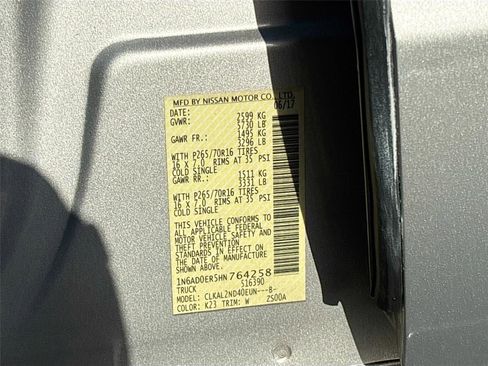 MFD BY NISSAN MOTOR CO., LTD.
DATE: 06/17
GVWR: 2599 KG
5730 LB
GAWR FR.: 1495 KG
3296 LB
WITH P265/70R16 TIRES
16 X 7.0 RIMS AT 35 PSI
COLD SINGLE
GAWR RR.: 1511 KG
3331 LB
WITH P265/70R16 TIRES
16 X 7.0 RIMS AT 35 PSI
COLD SINGLE
THIS VEHICLE CONFORMS TO
ALL APPLICABLE FEDERAL
MOTOR VEHICLE SAFETY AND
THEFT PREVENTION
STANDARDS IN EFFECT ON
THE DATE OF MANUFACTURE
SHOWN ABOVE.
1N6AD0ER5HN764258
TRUCK 516390
MODEL: CLKAL2ND40EUN---B-
COLOR: K23 TRIM: W ZS00A